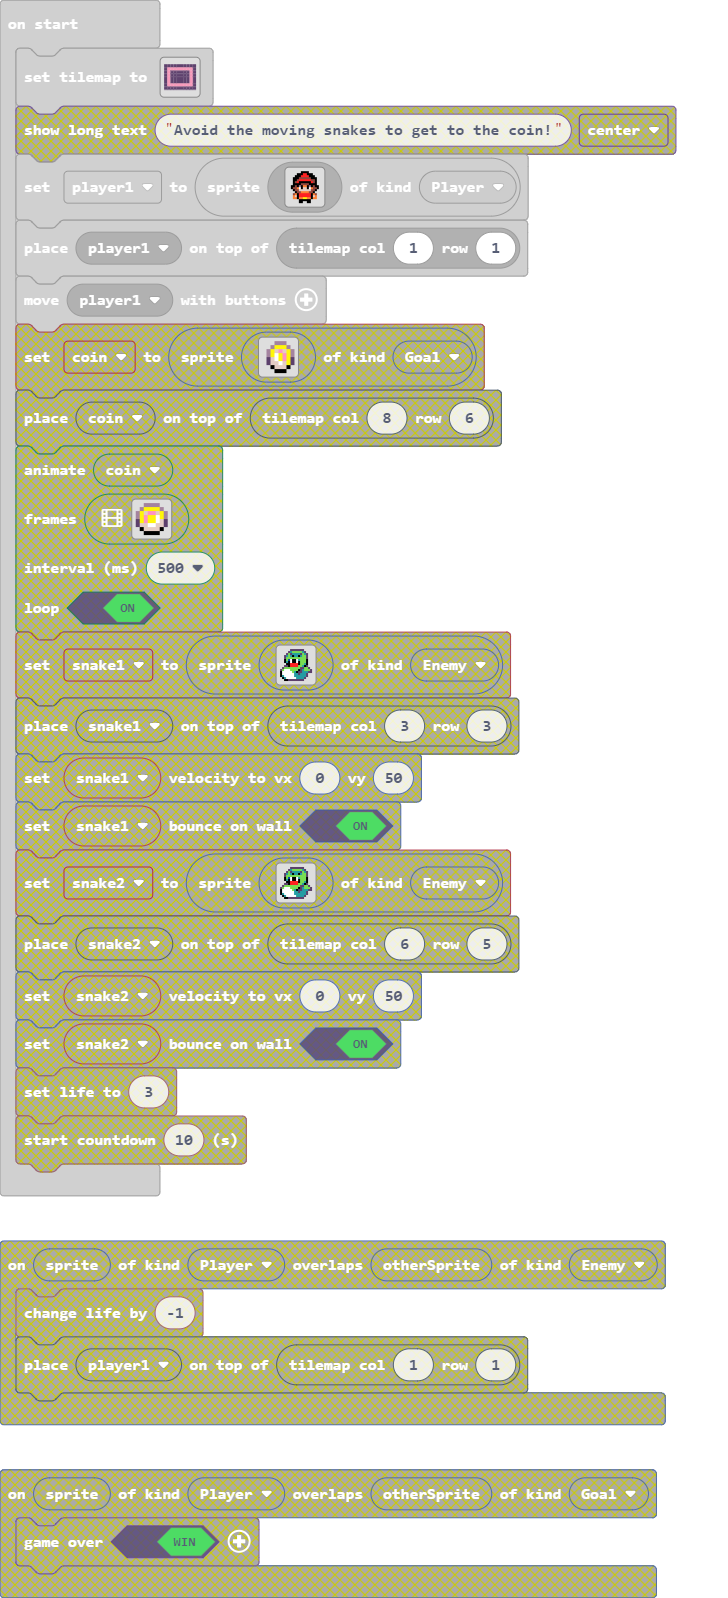 on start
set tilemap to
show long text "Avoid the moving snakes to get to the coin!" center
set player1 to sprite of kind Player
place player1 on top of tilemap col 1 row 1
move player1 with buttons
set coin to sprite of kind Goal
place coin on top of tilemap col 8 row 6
animate coin
frames
interval (ms) 500
loop ON
set snake1 to sprite of kind Enemy
place snake1 on top of tilemap col 3 row 3
set snake1 velocity to vx 0 vy 50
set snake1 bounce on wall ON
set snake2 to sprite of kind Enemy
place snake2 on top of tilemap col 6 row 5
set snake2 velocity to vx 0 vy 50
set snake2 bounce on wall ON
set life to 3
start countdown 10 (s)
on sprite of kind Player overlaps otherSprite of kind Enemy
change life by -1
place player1 on top of tilemap col 1 row 1
on sprite of kind Player overlaps otherSprite of kind Goal
game over WIN